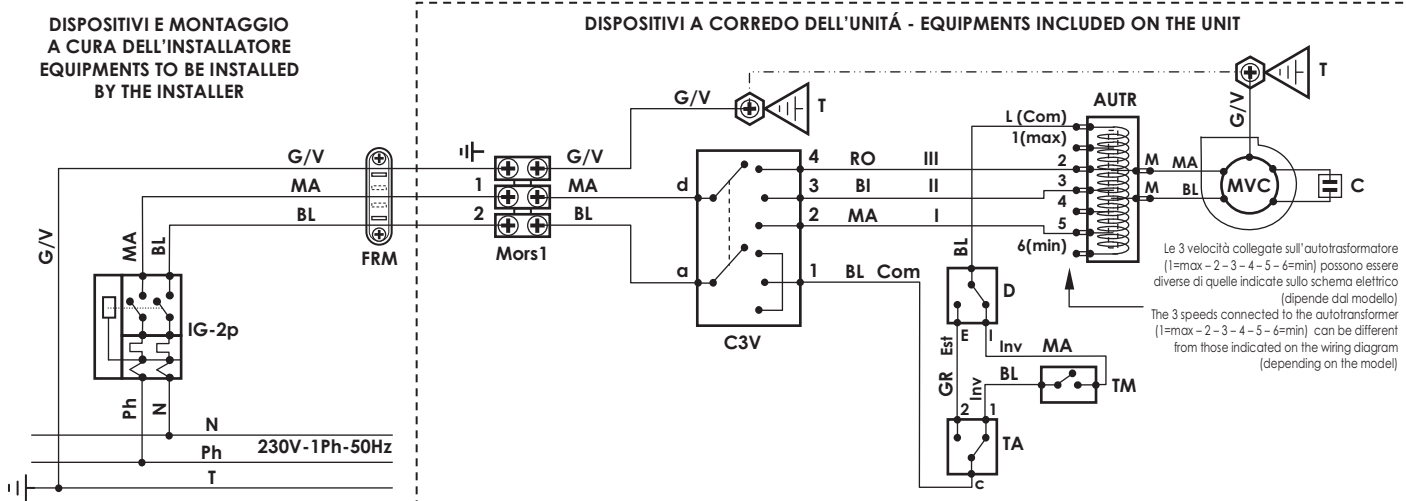 DISPOSITIVI E MONTAGGIO
A CURA DELL'INSTALLATORE
EQUIPMENTS TO BE INSTALLED
BY THE INSTALLER
DISPOSITIVI A CORREDO DELL'UNITÁ - EQUIPMENTS INCLUDED ON THE UNIT
G/V
MA
BL
G/V
MA
BL
FRM
IG-2p
Ph
N
N
Ph
T
230V-1Ph-50Hz
1
2
Mors1
G/V
MA
BL
G/V
T
d
a
4
3
2
1
C3V
RO
III
BI
II
MA
I
BL Com
AUTR
L (Com)
1(max)
2
3
4
5
6(min)
M
MA
M
BL
G/V
T
MVC
C
BL
D
E
I
Est
GR
Inv
MA
BL
Inv
TM
2
1
TA
c
Le 3 velocità collegate sull'autotrasformatore
(1=max – 2 – 3 – 4 – 5 – 6=min) possono essere
diverse di quelle indicate sullo schema elettrico
(dipende dal modello)
The 3 speeds connected to the autotransformer
(1=max – 2 – 3 – 4 – 5 – 6=min) can be different
from those indicated on the wiring diagram
(depending on the model)